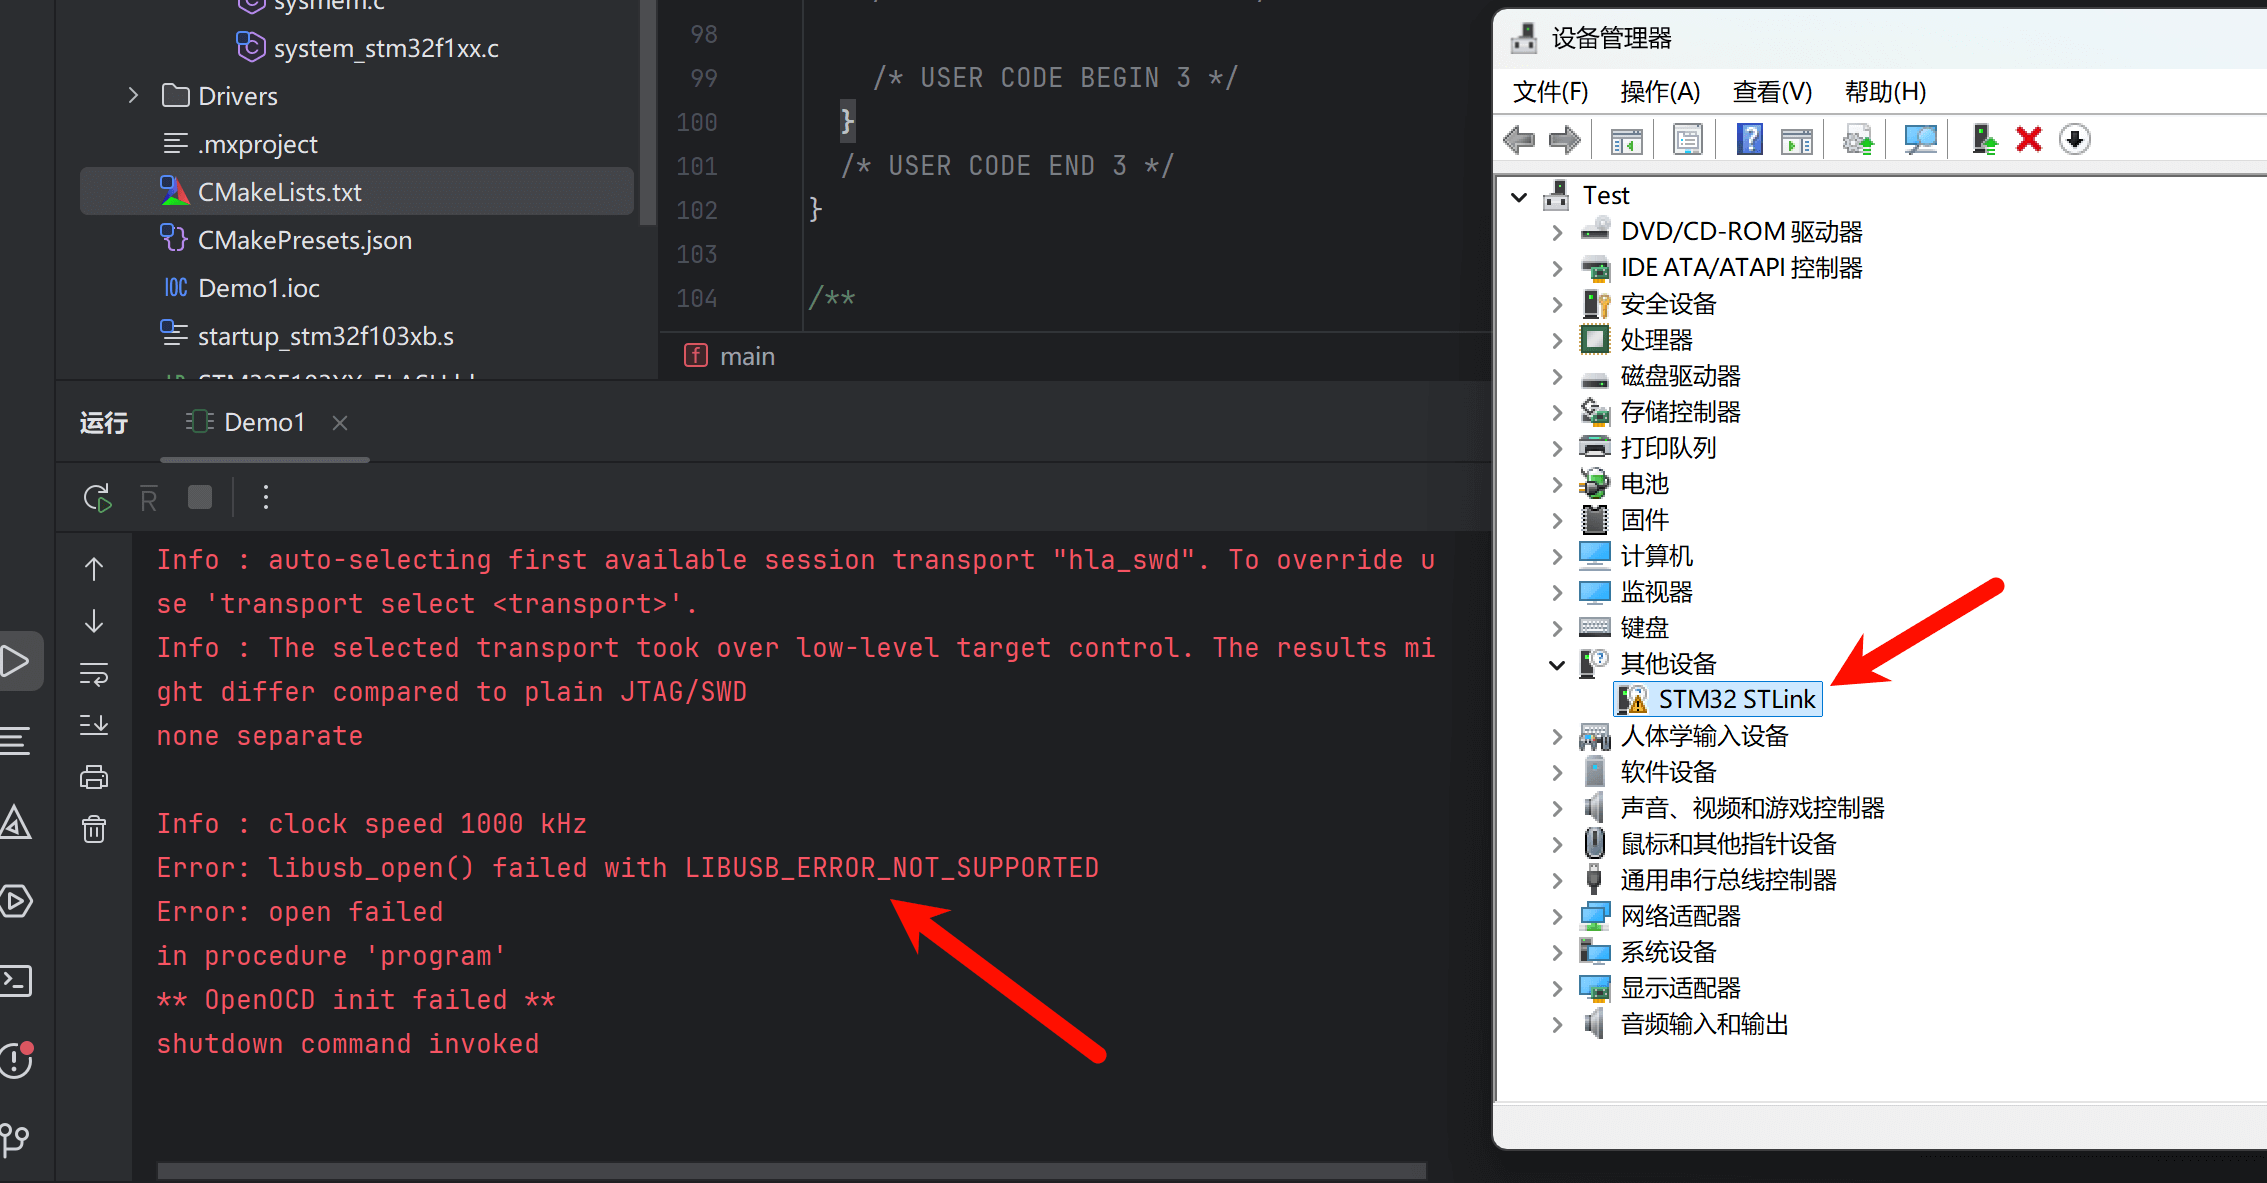 sysmem.c
system_stm32f1xx.c
Drivers
.mxproject
CMakeLists.txt
CMakePresets.json
IOC Demo1.ioc
startup_stm32f103xb.s
98
99 /* USER CODE BEGIN 3 */
100 }
101 /* USER CODE END 3 */
102 }
103
104 /**
f main
运行 Demo1
Info : auto-selecting first available session transport "hla_swd". To override u
se 'transport select <transport>'.
Info : The selected transport took over low-level target control. The results mi
ght differ compared to plain JTAG/SWD
none separate
Info : clock speed 1000 kHz
Error: libusb_open() failed with LIBUSB_ERROR_NOT_SUPPORTED
Error: open failed
in procedure 'program'
** OpenOCD init failed **
shutdown command invoked
设备管理器
文件(F) 操作(A) 查看(V) 帮助(H)
Test
DVD/CD-ROM 驱动器
IDE ATA/ATAPI 控制器
安全设备
处理器
磁盘驱动器
存储控制器
打印队列
电池
固件
计算机
监视器
键盘
其他设备
STM32 STLink
人体学输入设备
软件设备
声音、视频和游戏控制器
鼠标和其他指针设备
通用串行总线控制器
网络适配器
系统设备
显示适配器
音频输入和输出